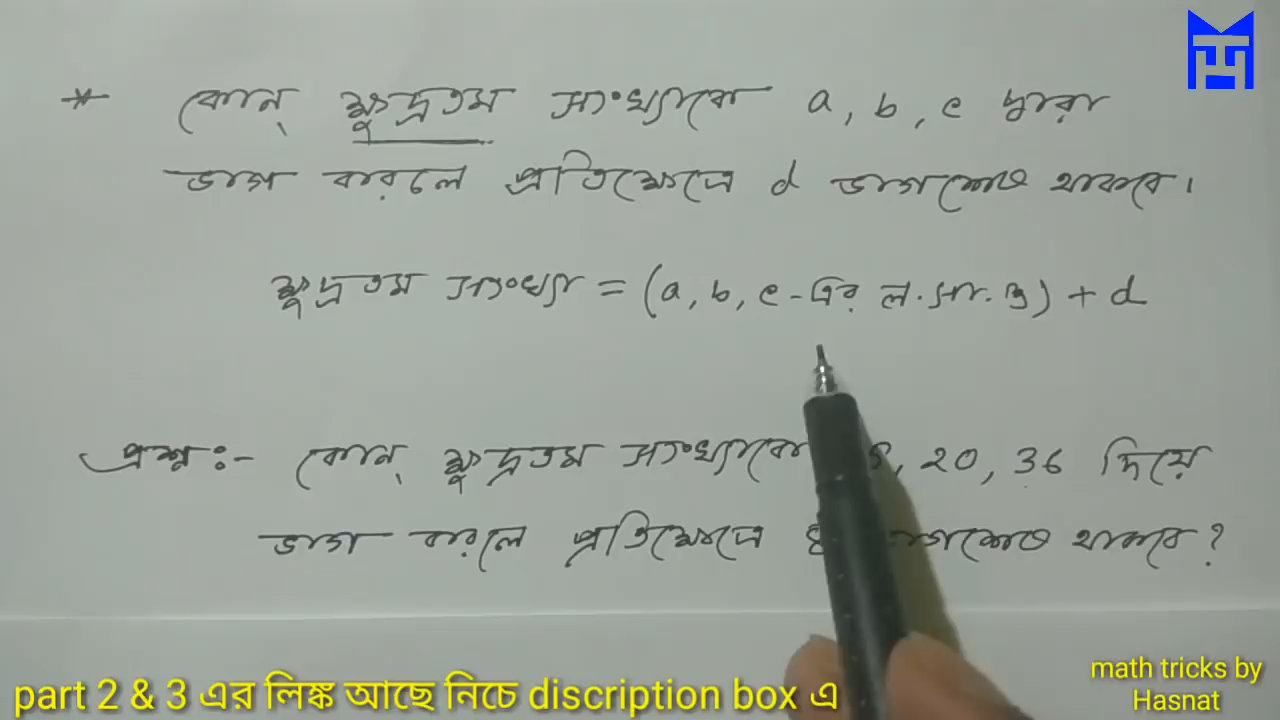 * কোন্ ক্ষুদ্রতম সংখ্যাকে a, b, c দ্বারা
ভাগ করলে প্রতিক্ষেত্রে d ভাগশেষ থাকবে।
ক্ষুদ্রতম সংখ্যা = (a, b, c-এর ল.সা.গু) + d
প্রশ্ন:- কোন্ ক্ষুদ্রতম সংখ্যাকে , 20, 36 দিয়ে
ভাগ করলে প্রতিক্ষেত্রে ভাগশেষ থাকবে?
part 2 & 3 এর লিঙ্ক আছে নিচে discription box এ
math tricks by
Hasnat